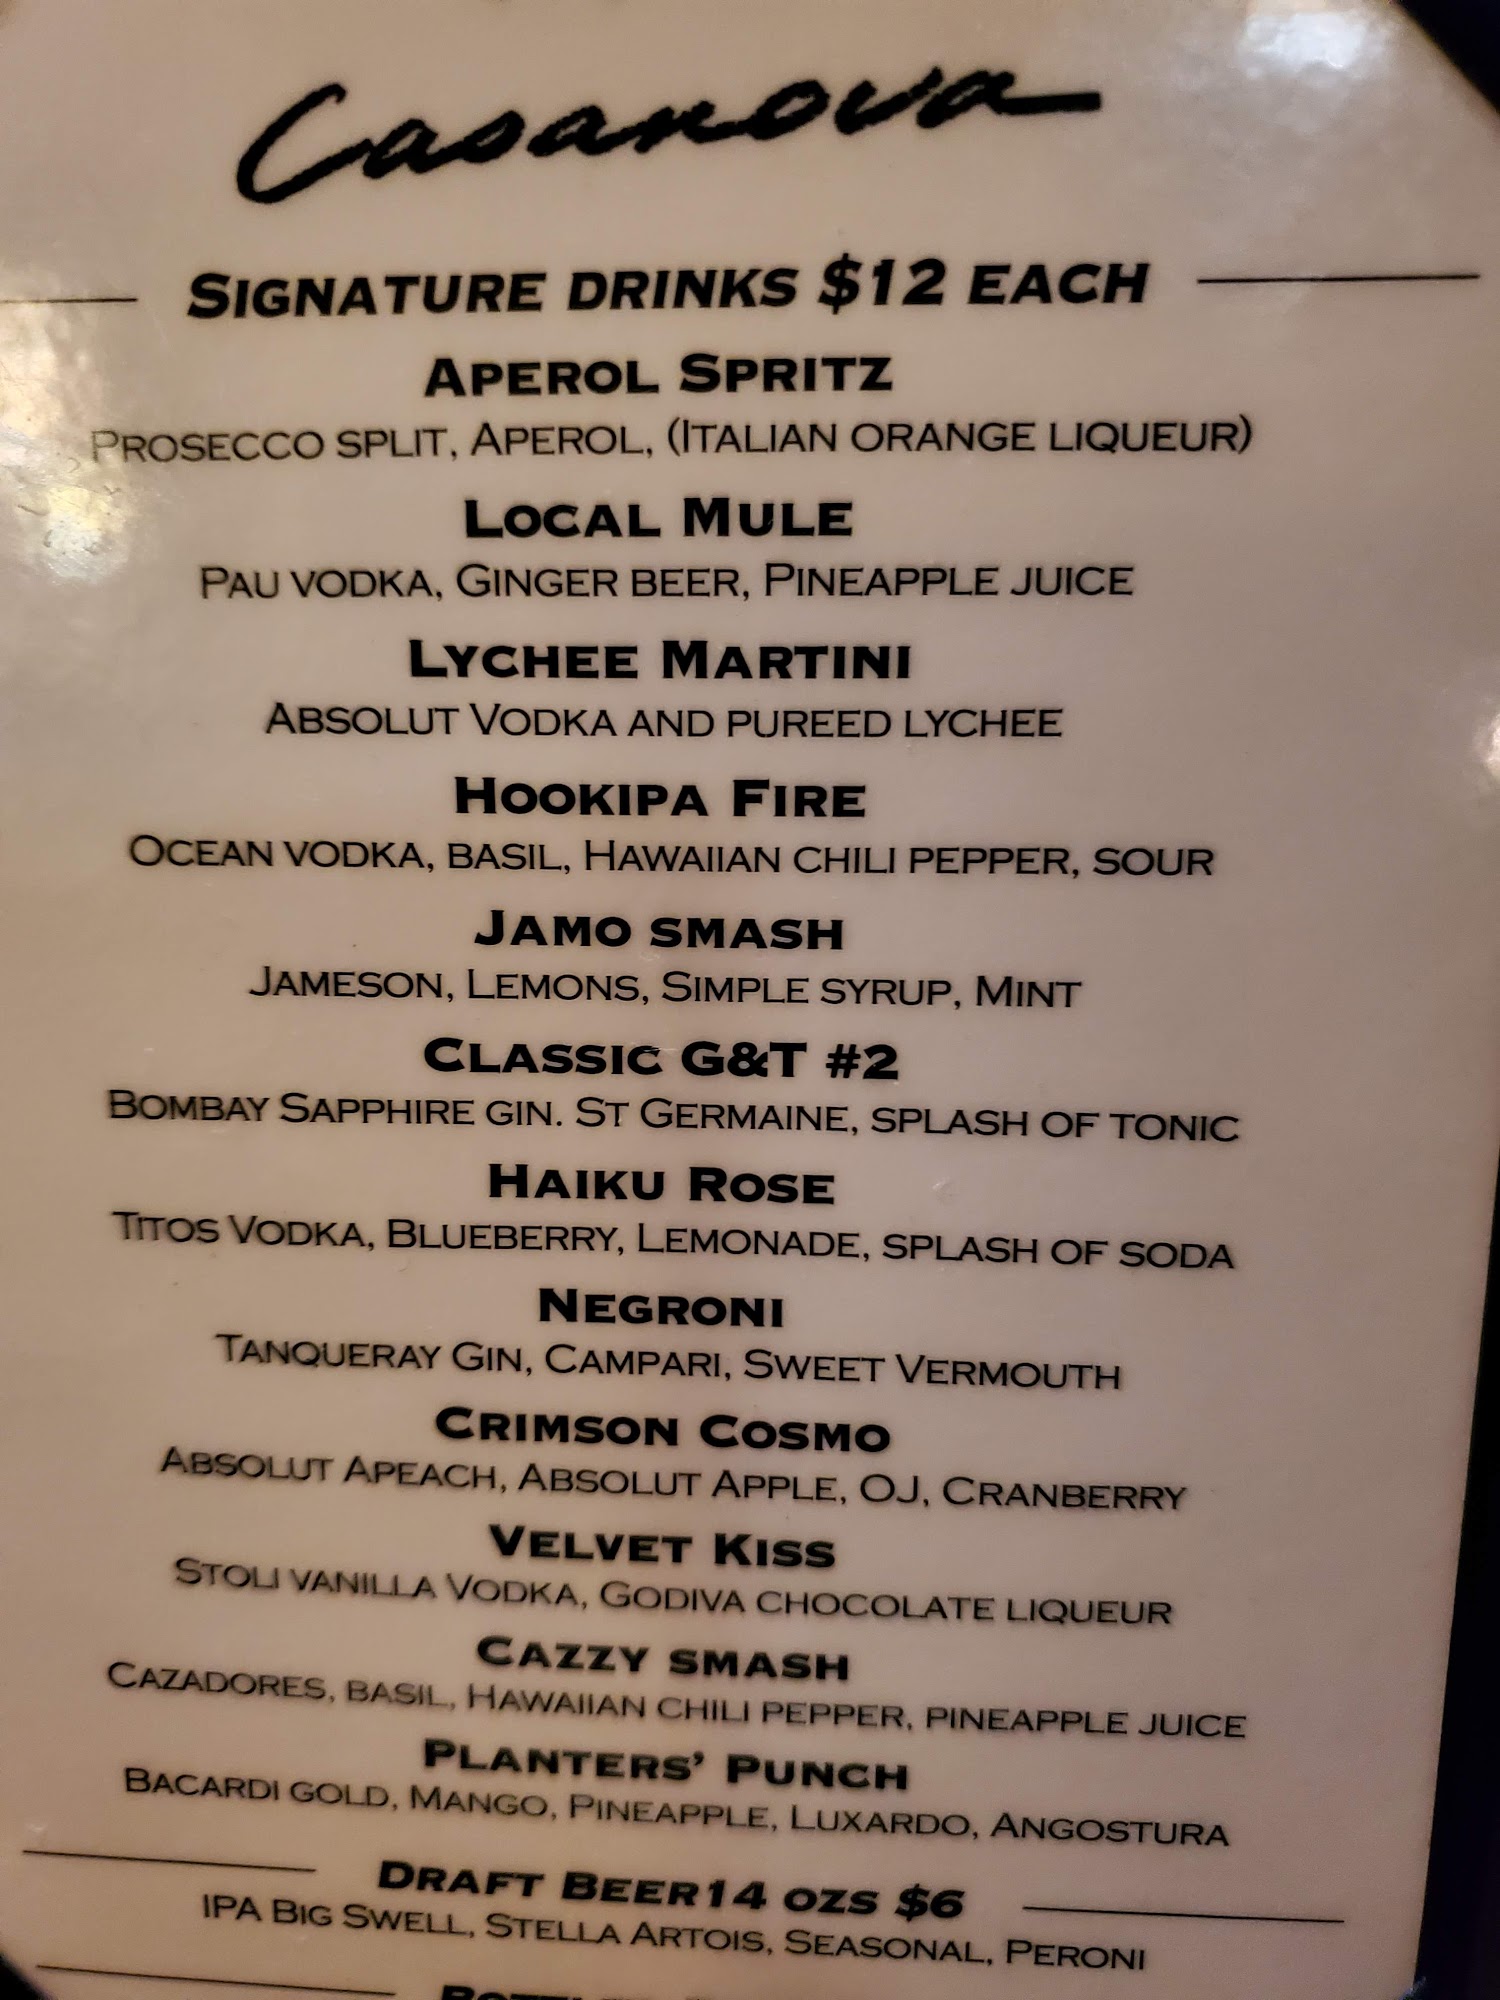 Casanova
SIGNATURE DRINKS $12 EACH
APEROL SPRITZ
PROSECCO SPLIT, APEROL, (ITALIAN ORANGE LIQUEUR)
LOCAL MULE
PAU VODKA, GINGER BEER, PINEAPPLE JUICE
LYCHEE MARTINI
ABSOLUT VODKA AND PUREED LYCHEE
HOOKIPA FIRE
OCEAN VODKA, BASIL, HAWAIIAN CHILI PEPPER, SOUR
JAMO SMASH
JAMESON, LEMONS, SIMPLE SYRUP, MINT
CLASSIC G&T #2
BOMBAY SAPPHIRE GIN. ST GERMAINE, SPLASH OF TONIC
HAIKU ROSE
TITOS VODKA, BLUEBERRY, LEMONADE, SPLASH OF SODA
NEGRONI
TANQUERAY GIN, CAMPARI, SWEET VERMOUTH
CRIMSON COSMO
ABSOLUT APEACH, ABSOLUT APPLE, OJ, CRANBERRY
VELVET KISS
STOLI VANILLA VODKA, GODIVA CHOCOLATE LIQUEUR
CAZZY SMASH
CAZADORES, BASIL, HAWAIIAN CHILI PEPPER, PINEAPPLE JUICE
PLANTERS' PUNCH
BACARDI GOLD, MANGO, PINEAPPLE, LUXARDO, ANGOSTURA
DRAFT BEER14 OZS $6
IPA BIG SWELL, STELLA ARTOIS, SEASONAL, PERONI